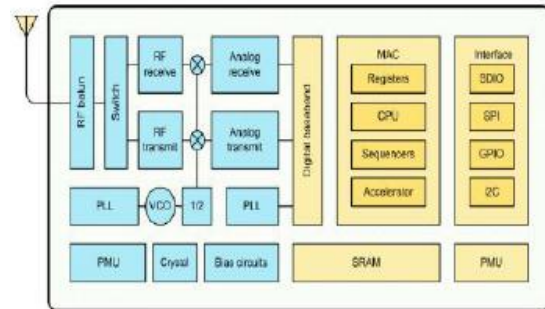 RF balun
Switch
RF
receive
Analog
receive
RF
transmit
Analog
transmit
Digital baseband
MAC
Registers
CPU
Sequencers
Accelerator
Interface
SDIO
SPI
GPIO
I2C
PLL
VCO
1/2
PLL
PMU
Crystal
Bias circuits
SRAM
PMU